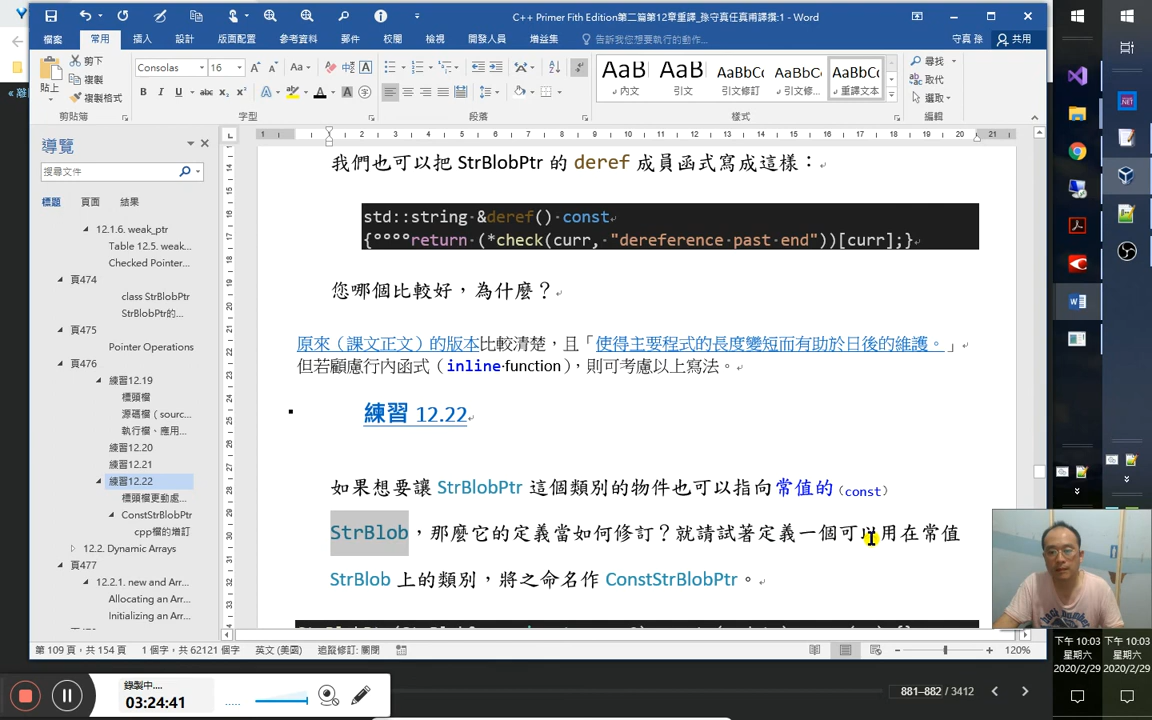 C++ Primer Fith Edition第二篇第12章重譯_孫守真任真甫譯撰:1 - Word
檔案 常用 插入 設計 版面配置 參考資料 郵件 校閱 檢視 開發人員 增益集 告訴我您想要執行的動作... 守真 孫 共用
貼上 剪下 複製 複製格式
Consolas 16
AaBbC AaBbC AaBbCc AaBbCc AaBbCc
內文 引文 引文修訂 引文修... 重譯文本
尋找 取代 選取
剪貼簿 字型 段落 樣式 編輯
導覽
搜尋文件
標題 頁面 結果
12.1.6. weak_ptr
Table 12.5. weak...
Checked Pointer...
頁474
class StrBlobPtr
StrBlobPtr的...
頁475
Pointer Operations
頁476
練習12.19
標頭檔
源碼檔（sourc...
執行檔、應用...
練習12.20
練習12.21
練習12.22
標頭檔更動處...
ConstStrBlobPtr
cpp檔的增訂
12.2. Dynamic Arrays
頁477
12.2.1. new and Arr...
Allocating an Arr...
Initializing an Arr...
我們也可以把 StrBlobPtr 的 deref 成員函式寫成這樣：
std::string &deref() const
{°°°°return (*check(curr, "dereference past end"))[curr];}
您哪個比較好，為什麼？
原來（課文正文）的版本比較清楚，且「使得主要程式的長度變短而有助於日後的維護。」
但若顧慮行內函式（inline function），則可考慮以上寫法。
練習 12.22
如果想要讓 StrBlobPtr 這個類別的物件也可以指向常值的（const）
StrBlob，那麼它的定義當如何修訂？就請試著定義一個可以用在常值
StrBlob 上的類別，將之命名作 ConstStrBlobPtr。
第 109 頁，共 154 頁 1 個字，共 62121 個字 英文 (美國) 追蹤修訂: 關閉 120%
錄製中...
03:24:41
881–882 / 3412
下午 10:03
星期六
2020/2/29
下午 10:03
星期六
2020/2/29